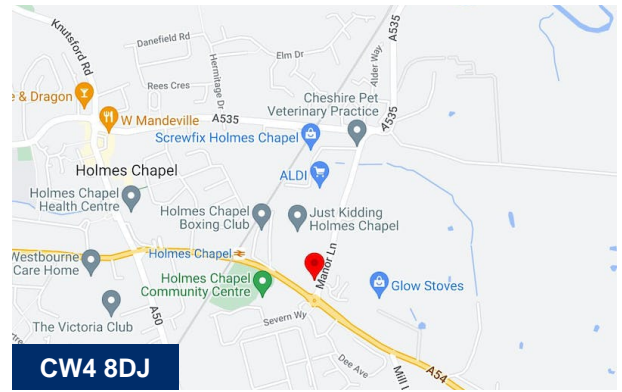 Knutsford Rd
Danefield Rd
Hermitage Dr
Elm Dr
Alder Way
A535
Rees Cres
e & Dragon
W Mandeville
A535
Cheshire Pet
Veterinary Practice
A535
Screwfix Holmes Chapel
ALDI
Holmes Chapel
Holmes Chapel
Health Centre
Holmes Chapel
Boxing Club
Just Kidding
Holmes Chapel
Westbourne
Care Home
Holmes Chapel
Manor Ln
Holmes Chapel
Community Centre
Glow Stoves
The Victoria Club
A50
Severn Wy
Dee Ave
Mill L
A54
CW4 8DJ